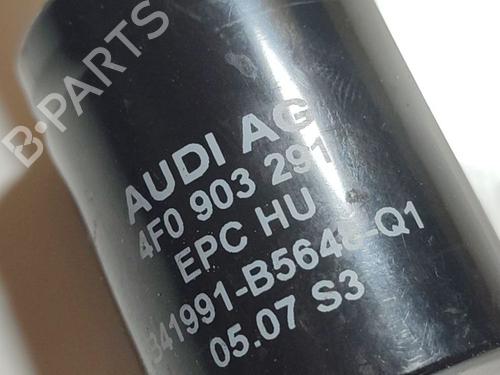 B-PARTS
AUDI AG
4F0 903 291
EPC HU
05.07 S3